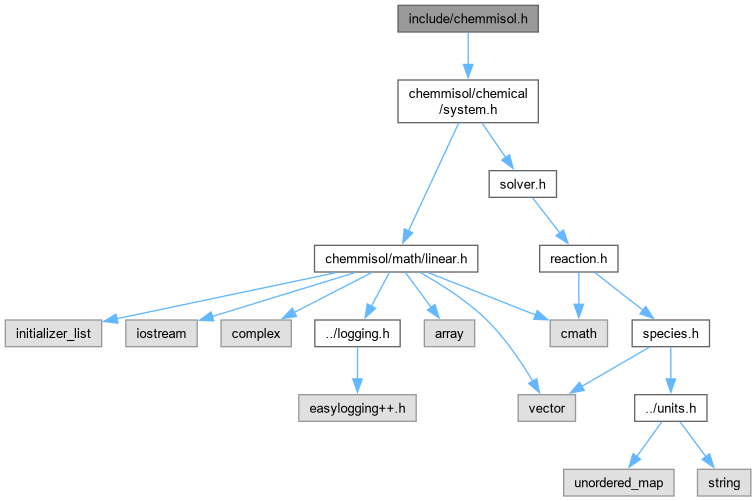 include/chemmisol.h
chemmisol/chemical
/system.h
solver.h
chemmisol/math/linear.h
reaction.h
initializer_list
iostream
complex
../logging.h
array
cmath
species.h
easylogging++.h
vector
../units.h
unordered_map
string